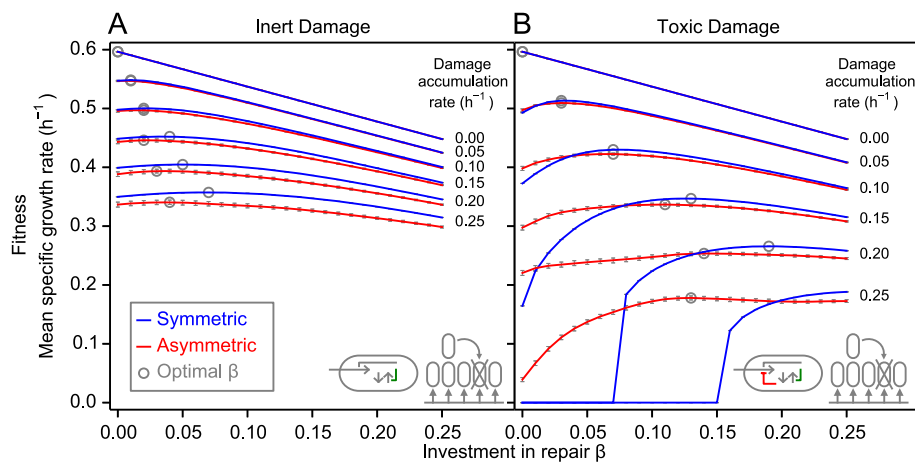 A
Inert Damage
B
Toxic Damage
Fitness
Mean specific growth rate (h⁻¹)
0.6
0.5
0.4
0.3
0.2
0.1
0.0
Damage
accumulation
rate (h⁻¹)
0.00
0.05
0.10
0.15
0.20
0.25
Damage
accumulation
rate (h⁻¹)
0.00
0.05
0.10
0.15
0.20
0.25
Symmetric
Asymmetric
Optimal β
0.00 0.05 0.10 0.15 0.20 0.25
0.00 0.05 0.10 0.15 0.20 0.25
Investment in repair β